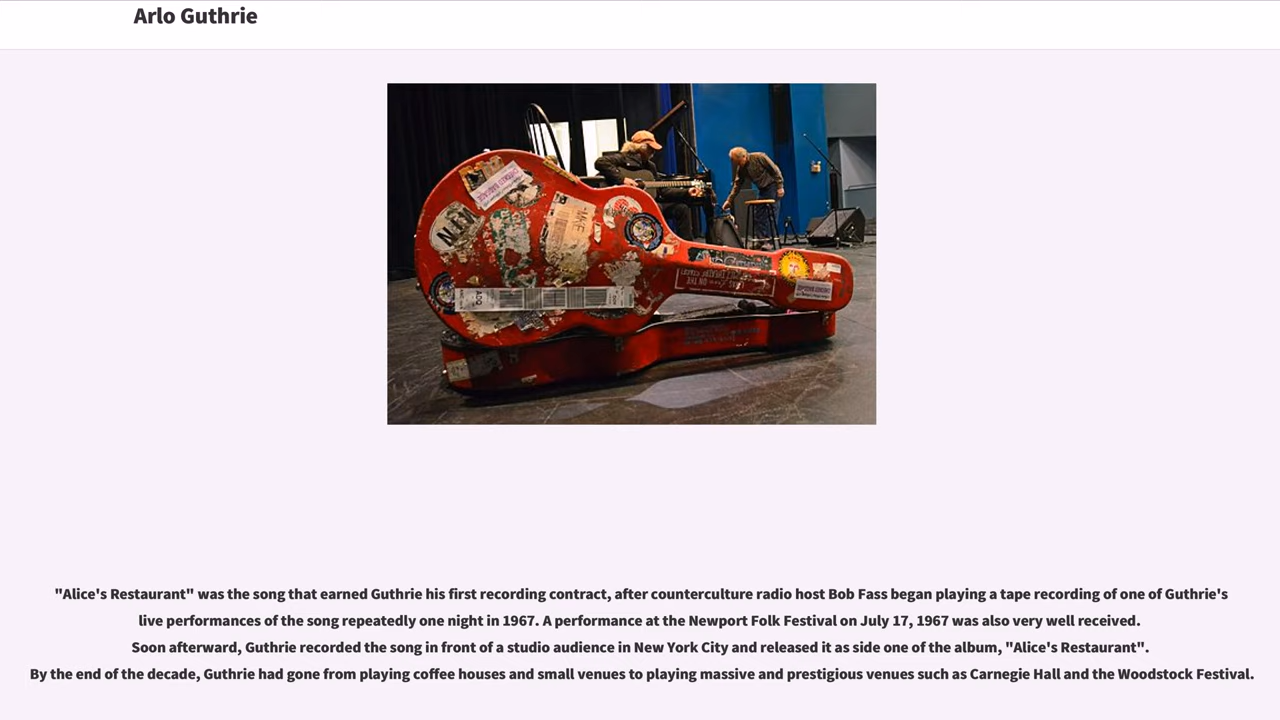 Arlo Guthrie
"Alice's Restaurant" was the song that earned Guthrie his first recording contract, after counterculture radio host Bob Fass began playing a tape recording of one of Guthrie's
live performances of the song repeatedly one night in 1967. A performance at the Newport Folk Festival on July 17, 1967 was also very well received.
Soon afterward, Guthrie recorded the song in front of a studio audience in New York City and released it as side one of the album, "Alice's Restaurant".
By the end of the decade, Guthrie had gone from playing coffee houses and small venues to playing massive and prestigious venues such as Carnegie Hall and the Woodstock Festival.